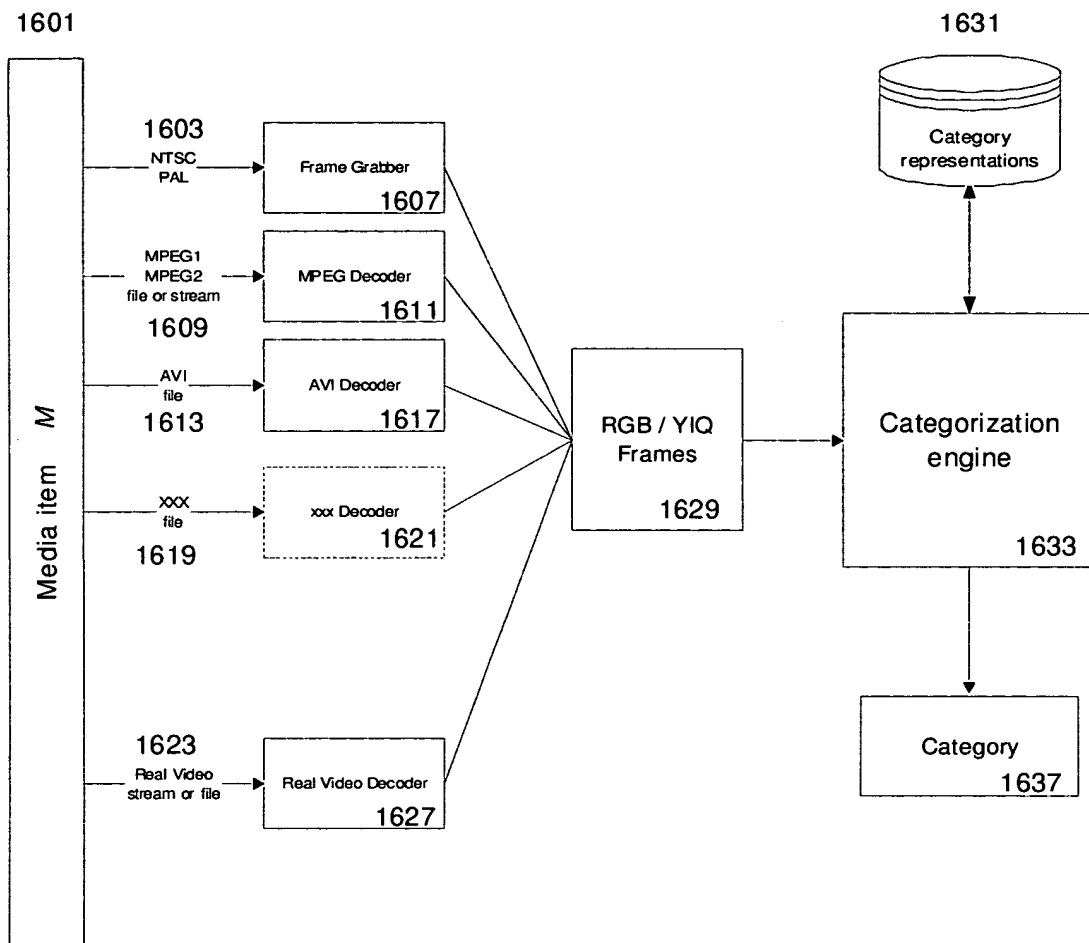 1601
1631
Category
representations
1603
NTSC
PAL
Frame Grabber
1607
MPEG1
MPEG2
file or stream
1609
MPEG Decoder
1611
AVI
file
1613
AVI Decoder
1617
XXX
file
1619
xxx Decoder
1621
Media item M
RGB / YIQ
Frames
1629
Categorization
engine
1633
1623
Real Video
stream or file
Real Video Decoder
1627
Category
1637